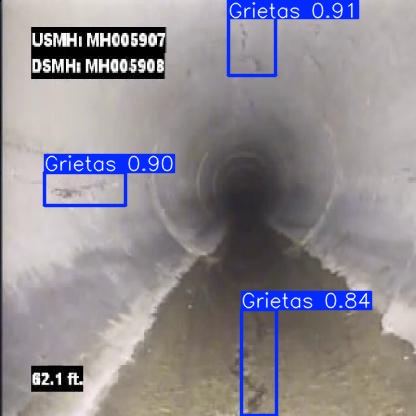 Grietas 0.91
USMH: MH005907
DSMH: MH005908
Grietas 0.90
Grietas 0.84
62.1 ft.